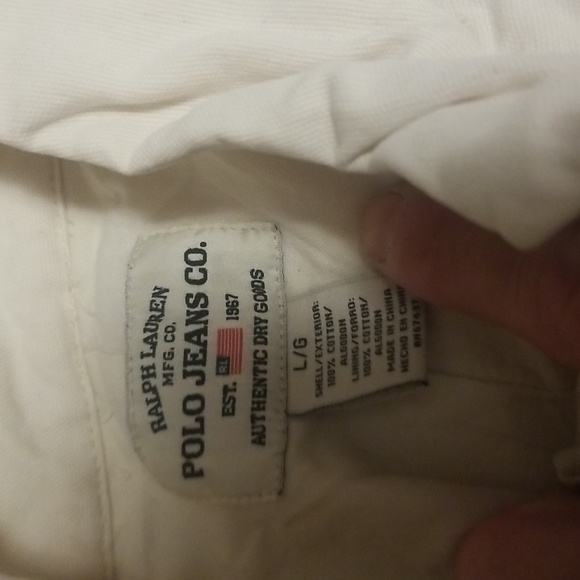 RALPH LAUREN
MFG. CO.
POLO JEANS CO.
EST. RL 1967
AUTHENTIC DRY GOODS
L/G
SHELL/EXTERIOR:
100% COTTON/
ALGODON
LINING/FORRO:
100% COTTON/
ALGODON
MADE IN CHINA
HECHO EN CHINA